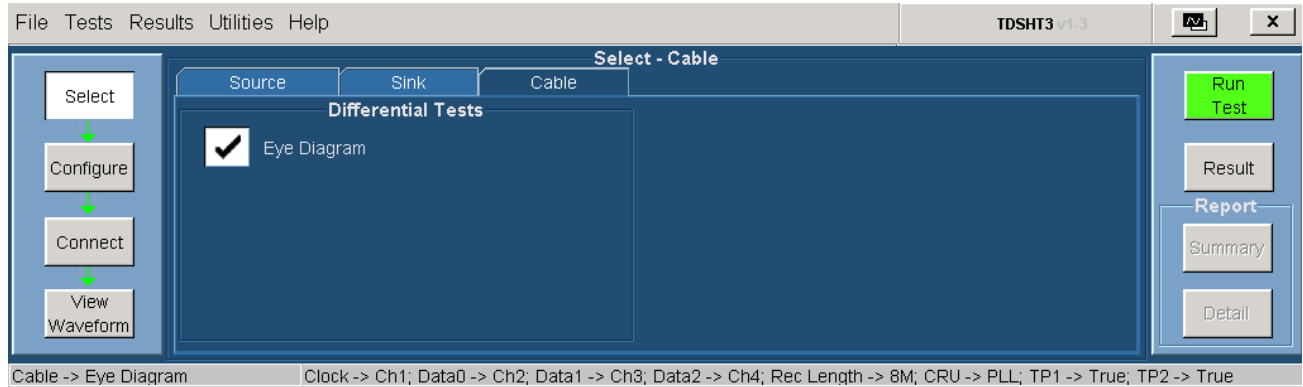 File Tests Results Utilities Help
TDSHT3 v1.3
Select - Cable
Select
Configure
Connect
View
Waveform
Source Sink Cable
Differential Tests
Eye Diagram
Run
Test
Result
Report
Summary
Detail
Cable -> Eye Diagram
Clock -> Ch1; Data0 -> Ch2; Data1 -> Ch3; Data2 -> Ch4; Rec Length -> 8M; CRU -> PLL; TP1 -> True; TP2 -> True